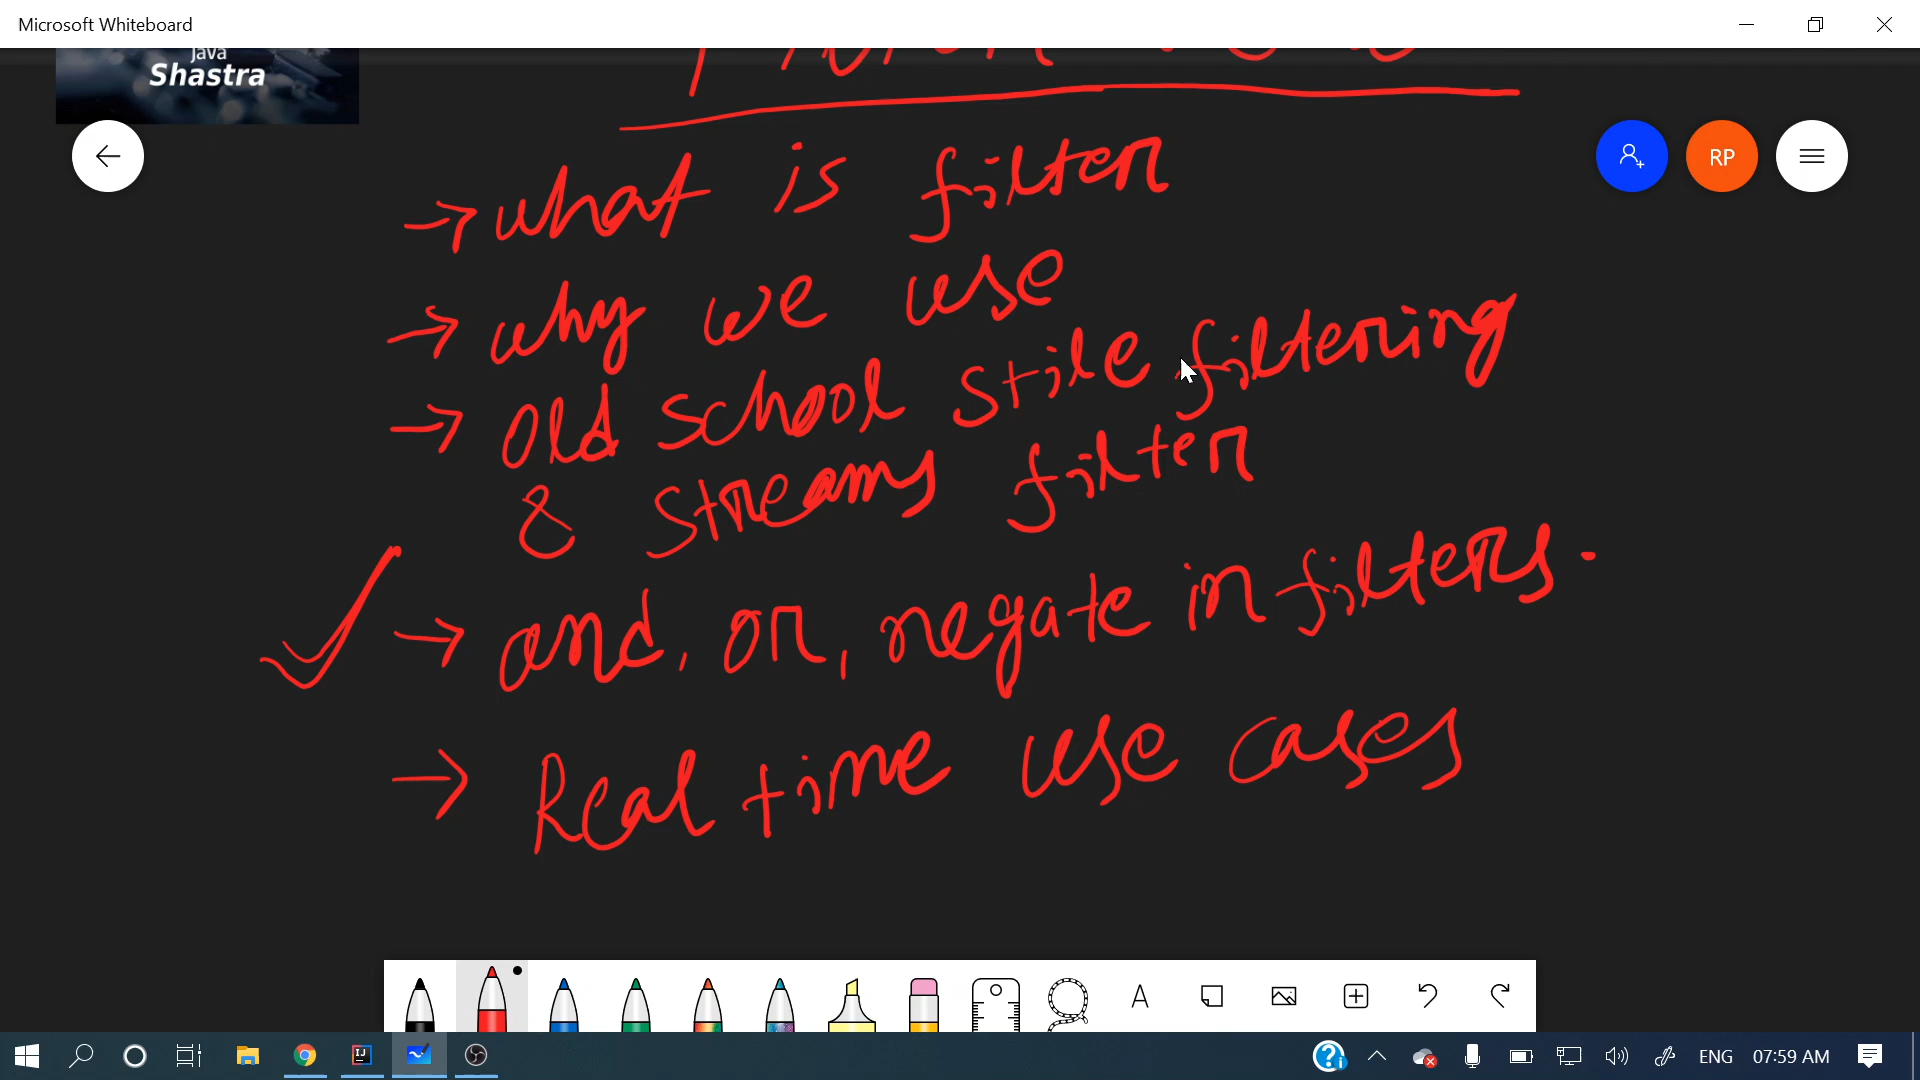 Microsoft Whiteboard
Java
Shastra
RP
→ what is filter
→ why we use
→ Old School Stile filtering
& Streams filter
→ and, or, negate in filters.
→ Real time use cases
A
IJ
ENG 07:59 AM